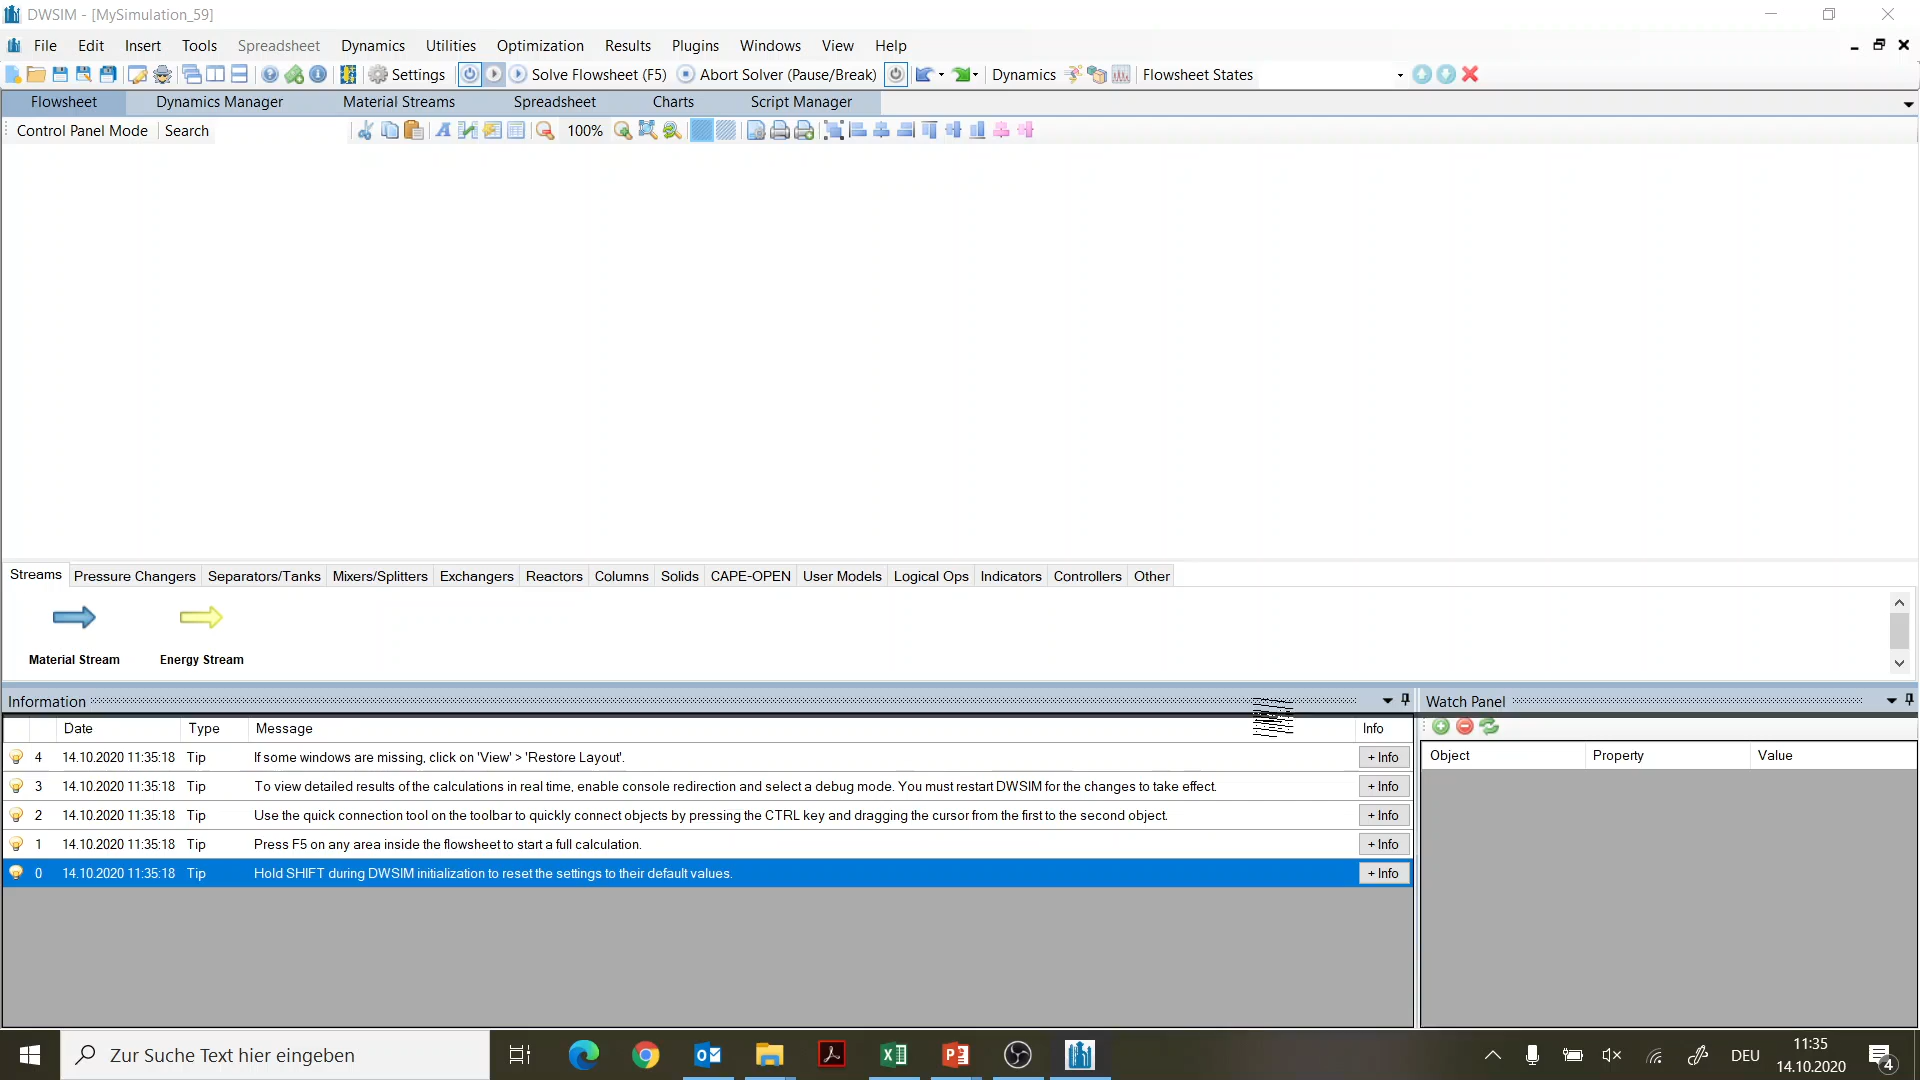 DWSIM - [MySimulation_59]
File Edit Insert Tools Spreadsheet Dynamics Utilities Optimization Results Plugins Windows View Help
Settings Solve Flowsheet (F5) Abort Solver (Pause/Break) Dynamics Flowsheet States
Flowsheet Dynamics Manager Material Streams Spreadsheet Charts Script Manager
Control Panel Mode Search 100%
Streams Pressure Changers Separators/Tanks Mixers/Splitters Exchangers Reactors Columns Solids CAPE-OPEN User Models Logical Ops Indicators Controllers Other
Material Stream Energy Stream
Information Watch Panel
Date Type Message Info
Object Property Value
4 14.10.2020 11:35:18 Tip If some windows are missing, click on 'View' > 'Restore Layout'. + Info
3 14.10.2020 11:35:18 Tip To view detailed results of the calculations in real time, enable console redirection and select a debug mode. You must restart DWSIM for the changes to take effect. + Info
2 14.10.2020 11:35:18 Tip Use the quick connection tool on the toolbar to quickly connect objects by pressing the CTRL key and dragging the cursor from the first to the second object. + Info
1 14.10.2020 11:35:18 Tip Press F5 on any area inside the flowsheet to start a full calculation. + Info
0 14.10.2020 11:35:18 Tip Hold SHIFT during DWSIM initialization to reset the settings to their default values. + Info
Zur Suche Text hier eingeben
DEU
11:35
14.10.2020
4